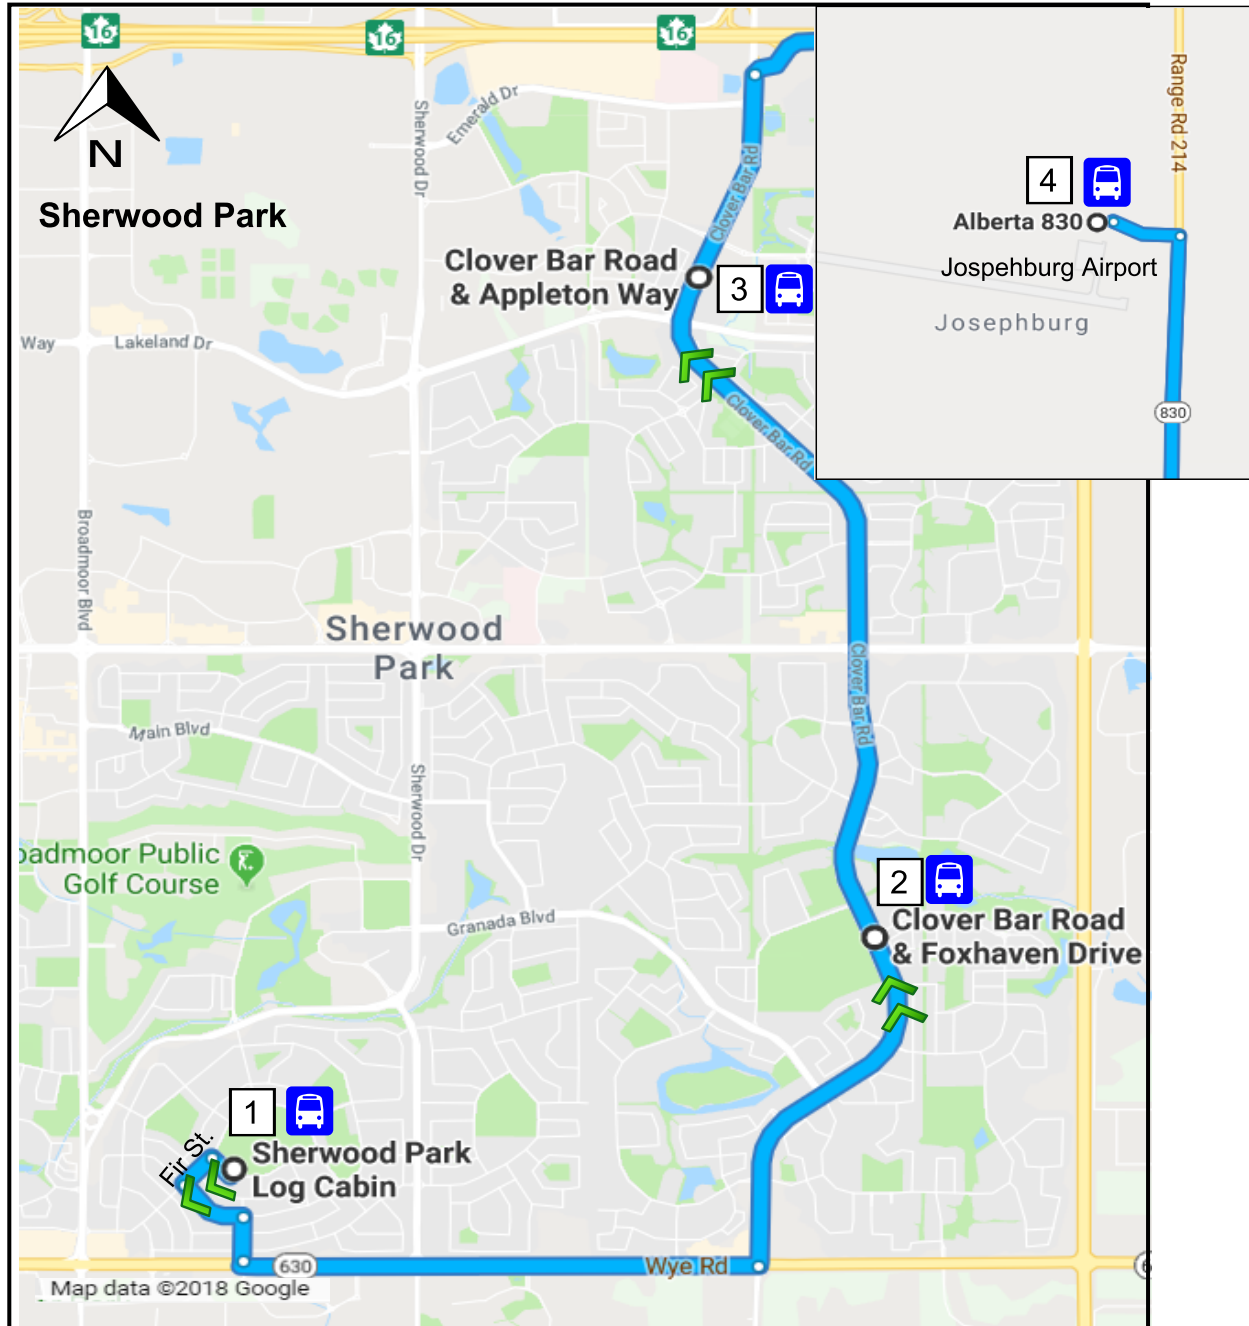 16
16
16
N
Sherwood Park
Sherwood Dr
Emerald Dr
Clover Bar Rd
Range Rd 214
4
Alberta 830
Jospehburg Airport
Josephburg
830
Clover Bar Road
& Appleton Way
3
Way
Lakeland Dr
Clover Bar Rd
Broadmoor Blvd
Sherwood
Park
Clover Bar Rd
Main Blvd
Sherwood Dr
oadmoor Public
Golf Course
2
Clover Bar Road
& Foxhaven Drive
Granada Blvd
1
Fir St.
Sherwood Park
Log Cabin
630
Wye Rd
6
Map data ©2018 Google